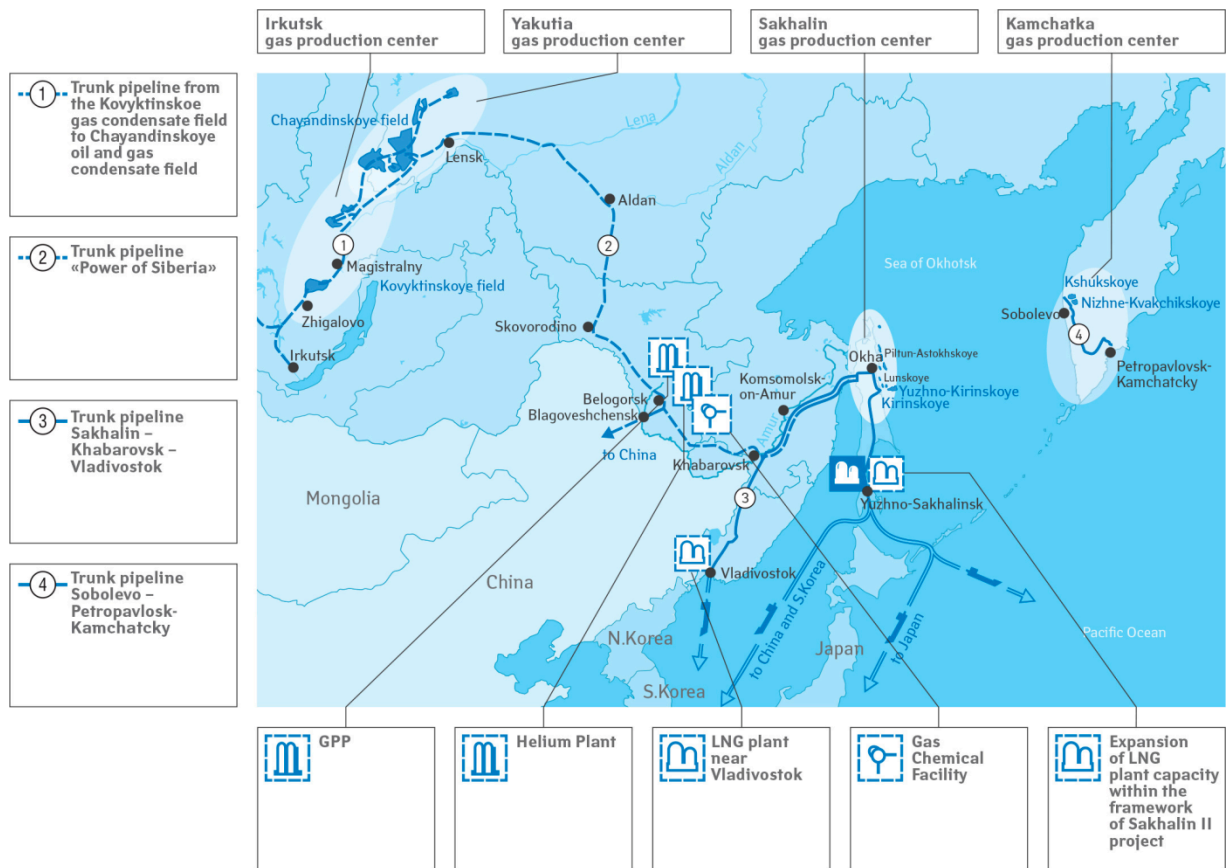 Irkutsk
gas production center
Yakutia
gas production center
Sakhalin
gas production center
Kamchatka
gas production center
1
Trunk pipeline from
the Kovyktinskoe
gas condensate field
to Chayandinskoye
oil and gas
condensate field
2
Trunk pipeline
«Power of Siberia»
3
Trunk pipeline
Sakhalin –
Khabarovsk –
Vladivostok
4
Trunk pipeline
Sobolevo –
Petropavlosk-
Kamchatcky
Chayandinskoye field
Lena
Lensk
Aldan
Aldan
2
1
Magistralny
Kovyktinskoye field
Zhigalovo
Irkutsk
Skovorodino
Sea of Okhotsk
Kshukskoye
Nizhne-Kvakchikskoye
Sobolevo
4
Petropavlovsk-
Kamchatcky
Okha
Piltun-Astokhskoye
Lunskoye
Yuzhno-Kirinskoye
Kirinskoye
Komsomolsk-
on-Amur
Amur
Belogorsk
Blagoveshchensk
to China
Khabarovsk
3
Yuzhno-Sakhalinsk
Mongolia
China
Vladivostok
N.Korea
S.Korea
Japan
to China and S.Korea
to Japan
Pacific Ocean
GPP
Helium Plant
LNG plant
near
Vladivostok
Gas
Chemical
Facility
Expansion
of LNG
plant capacity
within the
framework
of Sakhalin II
project